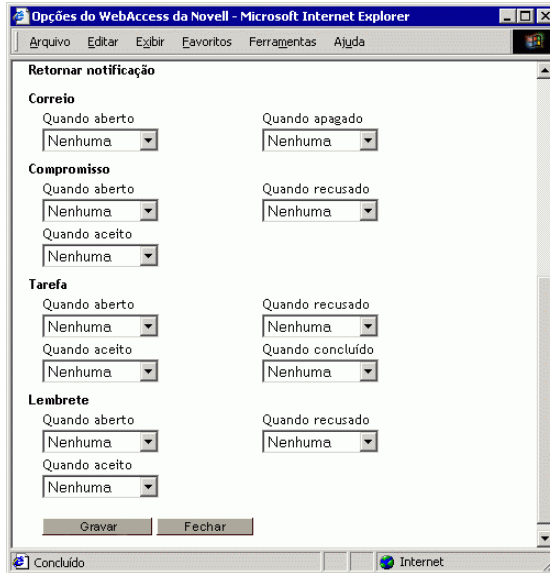 Opções do WebAccess da Novell - Microsoft Internet Explorer
Arquivo Editar Exibir Favoritos Ferramentas Ajuda
Retornar notificação
Correio
Quando aberto Quando apagado
Nenhuma Nenhuma
Compromisso
Quando aberto Quando recusado
Nenhuma Nenhuma
Quando aceito
Nenhuma
Tarefa
Quando aberto Quando recusado
Nenhuma Nenhuma
Quando aceito Quando concluído
Nenhuma Nenhuma
Lembrete
Quando aberto Quando recusado
Nenhuma Nenhuma
Quando aceito
Nenhuma
Gravar Fechar
Concluído Internet